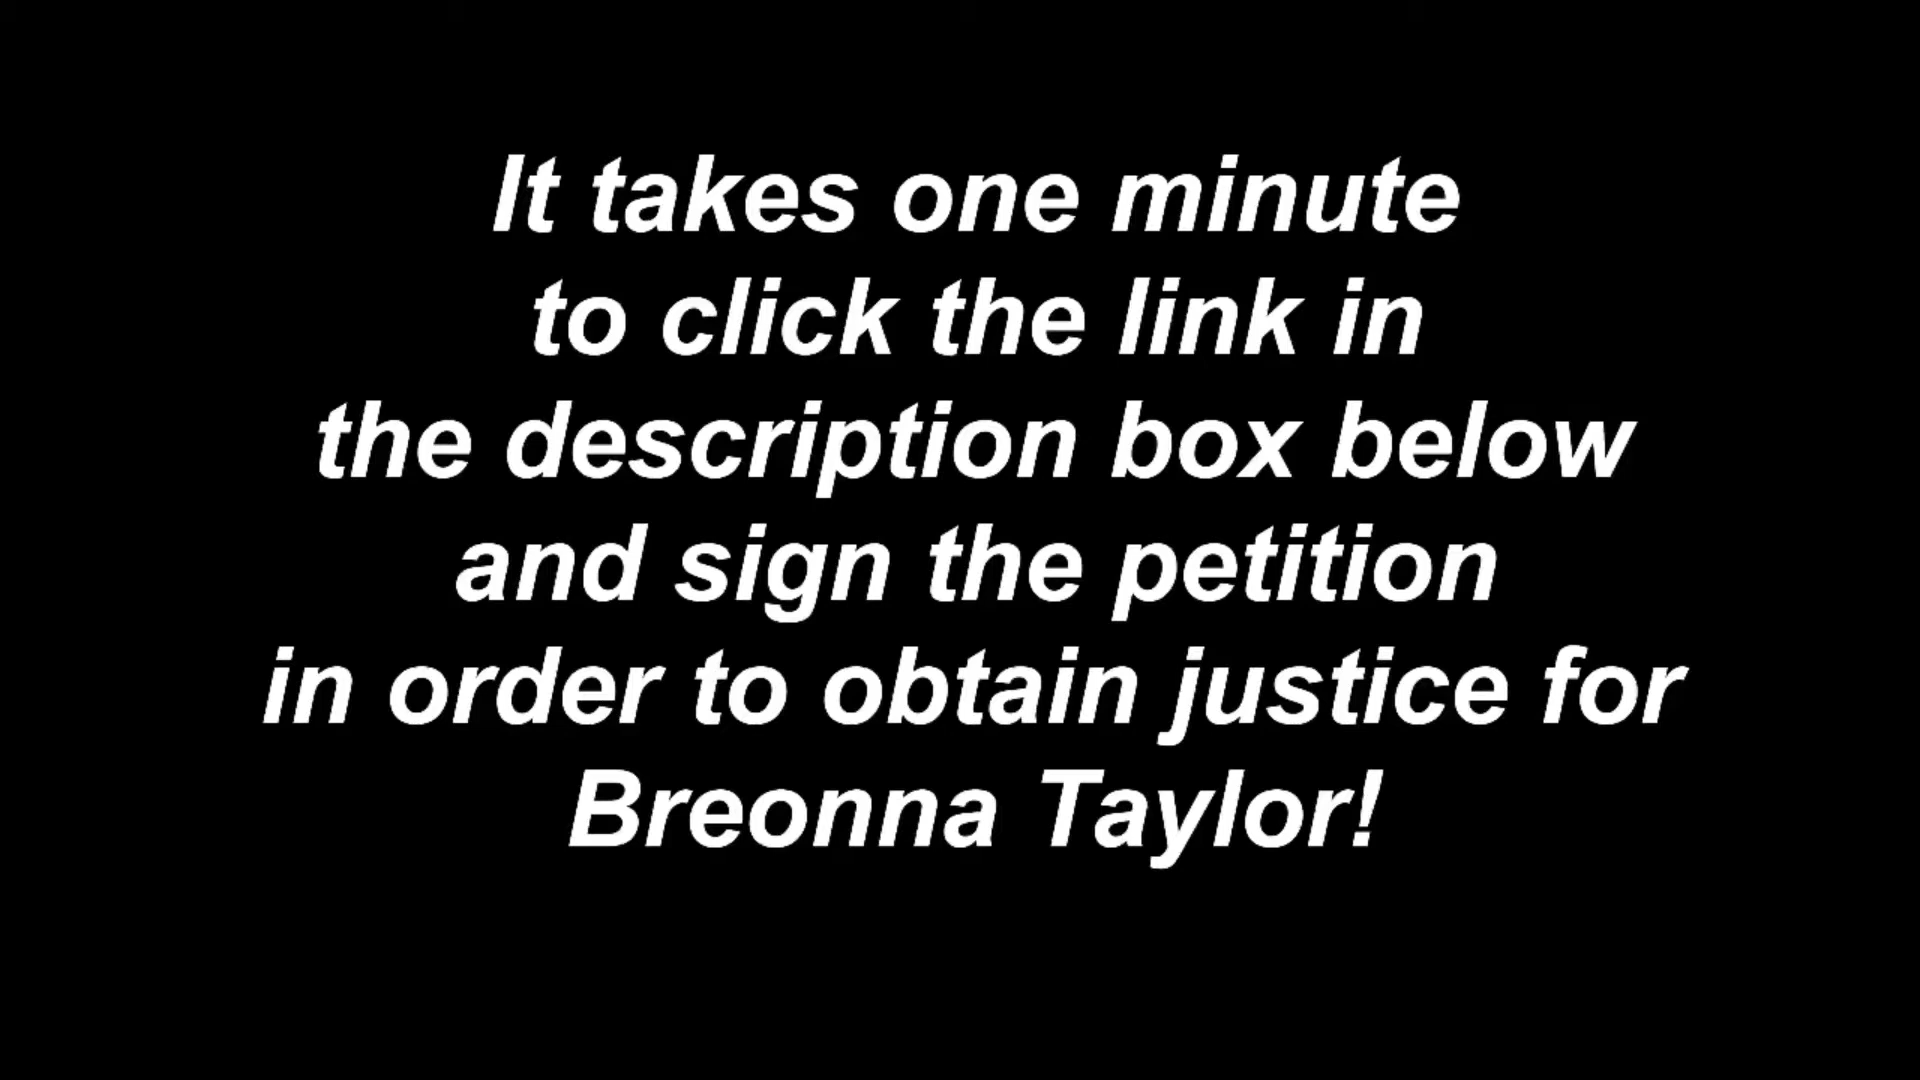 It takes one minute
to click the link in
the description box below
and sign the petition
in order to obtain justice for
Breonna Taylor!